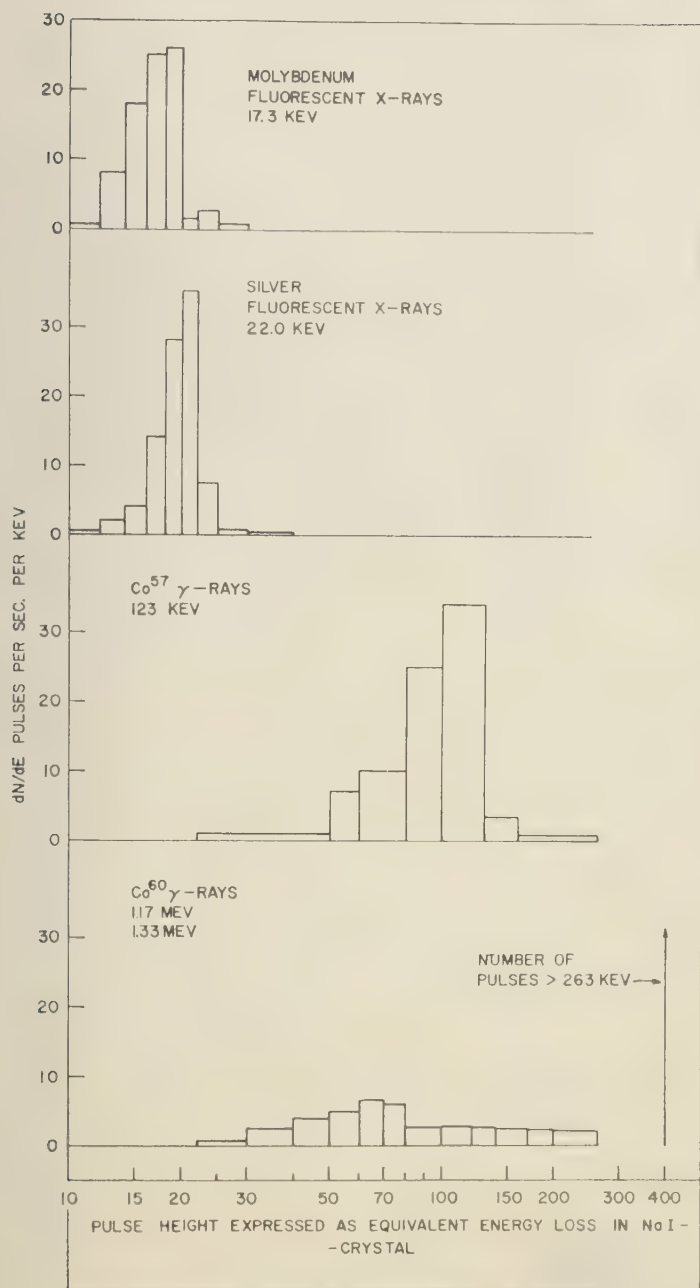 30
20
10
0
MOLYBDENUM
FLUORESCENT X-RAYS
17.3 KEV
30
20
10
0
SILVER
FLUORESCENT X-RAYS
22.0 KEV
dN/dE PULSES PER SEC. PER KEV
30
20
10
0
Co57 γ-RAYS
123 KEV
30
20
10
0
Co60 γ-RAYS
1.17 MEV
1.33 MEV
NUMBER OF
PULSES > 263 KEV→
10 15 20 30 50 70 100 150 200 300 400
PULSE HEIGHT EXPRESSED AS EQUIVALENT ENERGY LOSS IN NaI-
-CRYSTAL